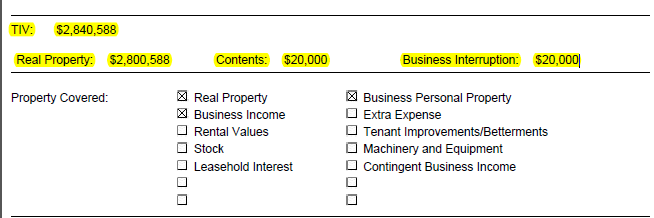 TIV: $2,840,588
Real Property: $2,800,588 Contents: $20,000 Business Interruption: $20,000
Property Covered: ☒ Real Property ☒ Business Personal Property
☒ Business Income ☐ Extra Expense
☐ Rental Values ☐ Tenant Improvements/Betterments
☐ Stock ☐ Machinery and Equipment
☐ Leasehold Interest ☐ Contingent Business Income
☐ ☐
☐ ☐